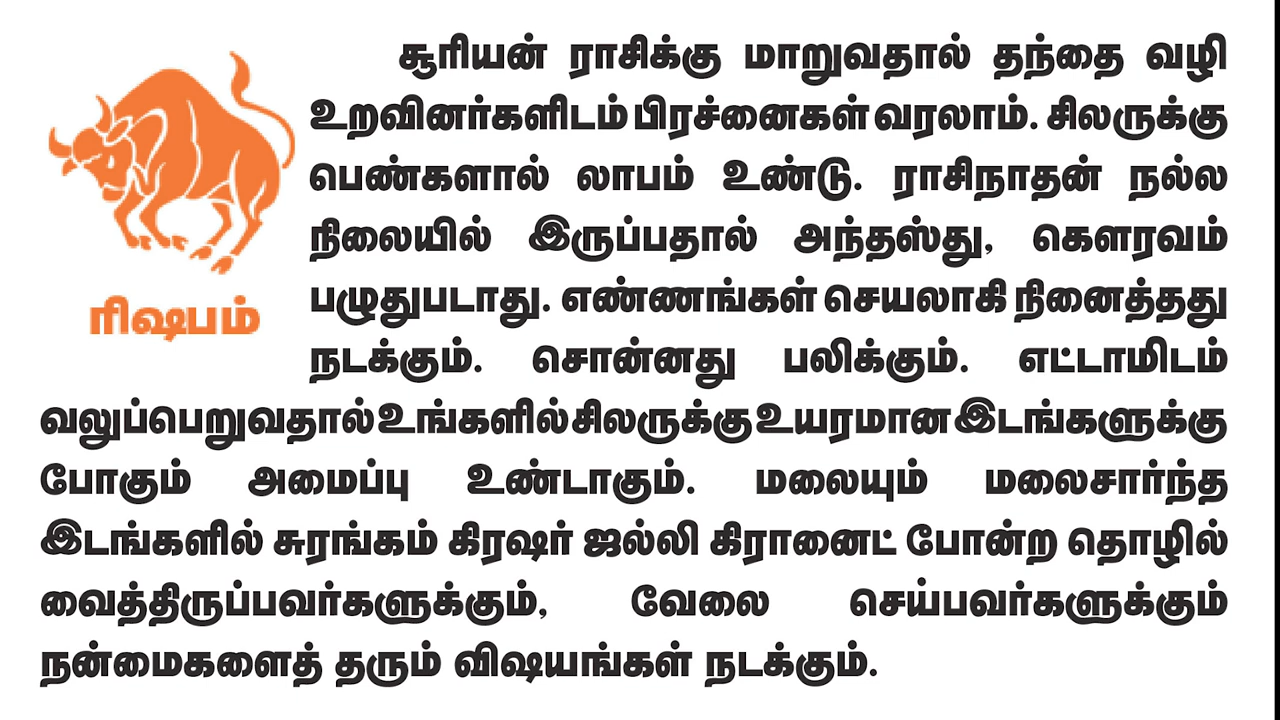 சூரியன் ராசிக்கு மாறுவதால் தந்தை வழி
உறவினர்களிடம் பிரச்னைகள் வரலாம். சிலருக்கு
பெண்களால் லாபம் உண்டு. ராசிநாதன் நல்ல
நிலையில் இருப்பதால் அந்தஸ்து, கௌரவம்
பழுதுபடாது. எண்ணங்கள் செயலாகி நினைத்தது
நடக்கும். சொன்னது பலிக்கும். எட்டாமிடம்
வலுப்பெறுவதால் உங்களில் சிலருக்கு உயரமான இடங்களுக்கு
போகும் அமைப்பு உண்டாகும். மலையும் மலைசார்ந்த
இடங்களில் சுரங்கம் கிரஷர் ஜல்லி கிரானைட் போன்ற தொழில்
வைத்திருப்பவர்களுக்கும், வேலை செய்பவர்களுக்கும்
நன்மைகளைத் தரும் விஷயங்கள் நடக்கும்.
ரிஷபம்